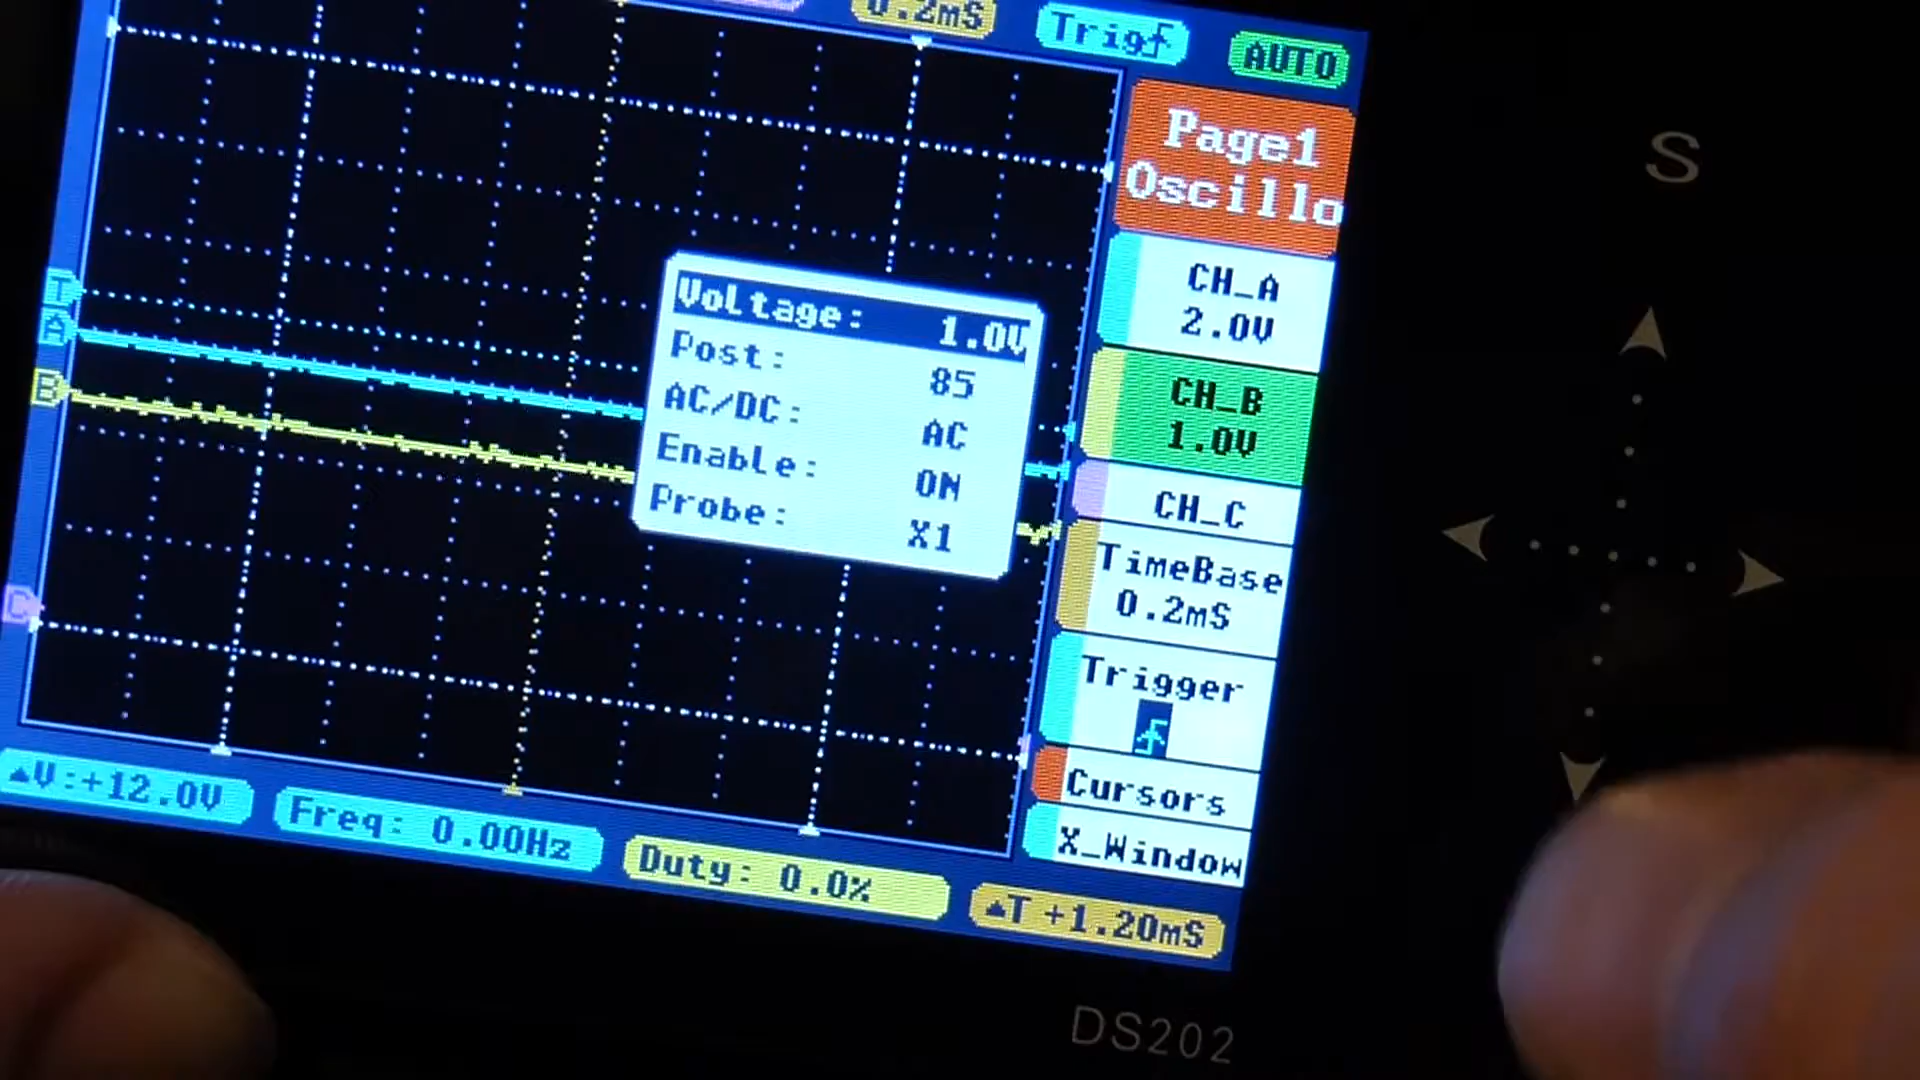 0.2mS
Trig
AUTO
Page1
Oscillo
CH_A
2.0V
CH_B
1.0V
CH_C
TimeBase
0.2mS
Trigger
Cursors
X_Window
Voltage: 1.0V
Post: 85
AC/DC: AC
Enable: ON
Probe: X1
T
A
B
C
▲V:+12.0V
Freq: 0.00Hz
Duty: 0.0%
▲T +1.20mS
S
DS202